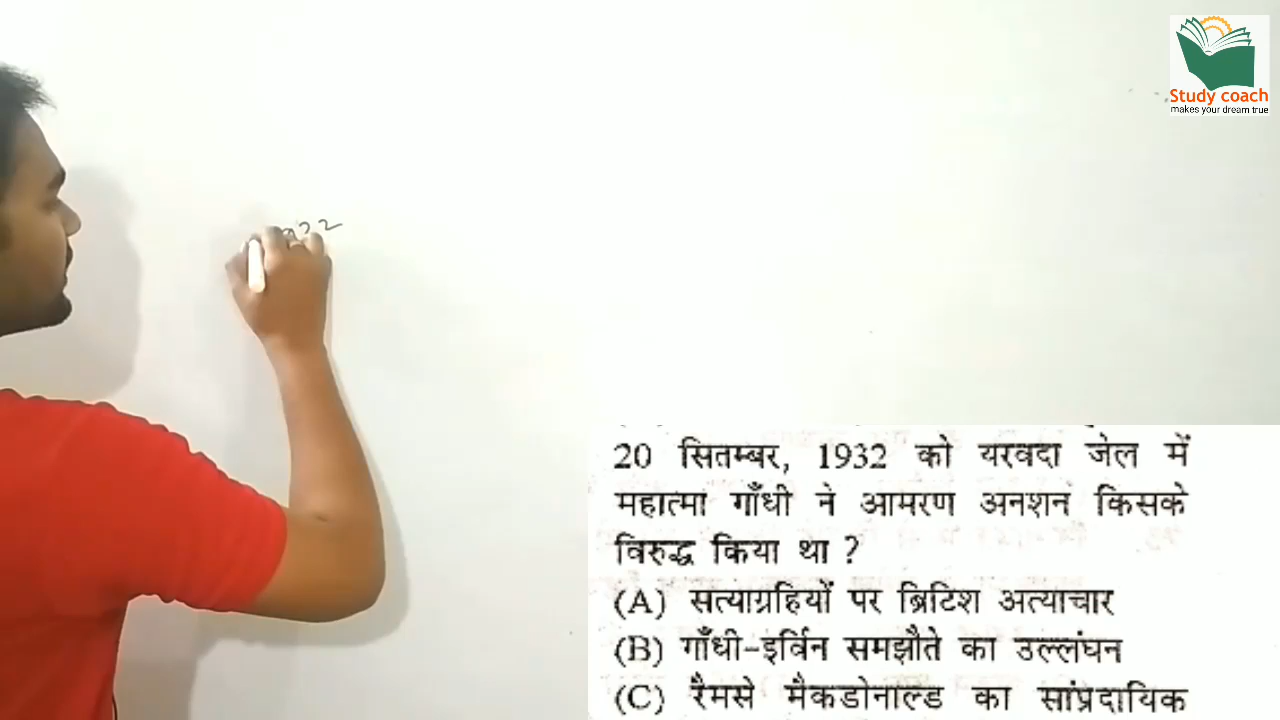 Study coach
makes your dream true
20 सितम्बर, 1932 को यरवदा जेल में
महात्मा गाँधी ने आमरण अनशन किसके
विरुद्ध किया था ?
(A) सत्याग्रहियों पर ब्रिटिश अत्याचार
(B) गाँधी-इर्विन समझौते का उल्लंघन
(C) रैमसे मैकडोनाल्ड का सांप्रदायिक